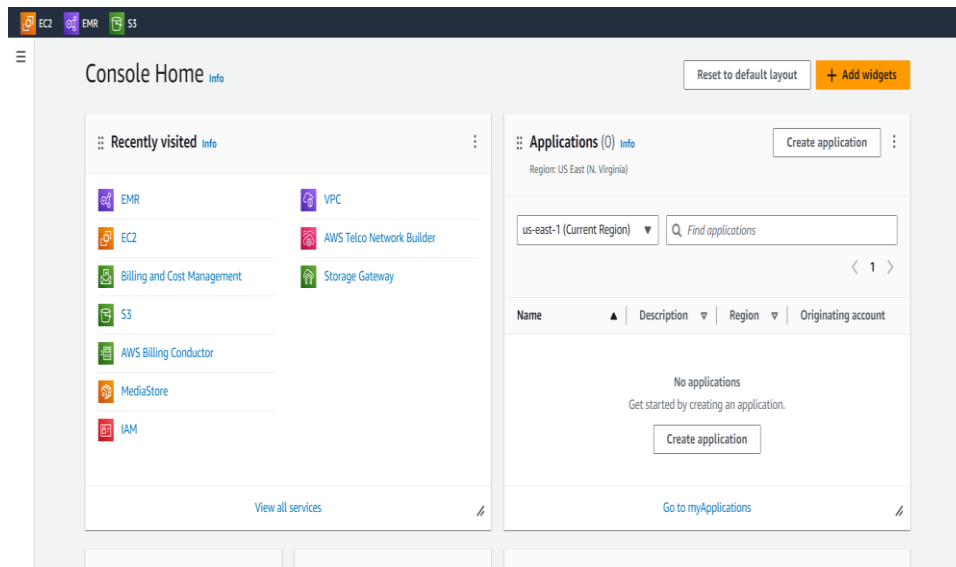 EC2 EMR S3
Console Home Info
Reset to default layout
+ Add widgets
Recently visited Info
EMR
EC2
Billing and Cost Management
S3
AWS Billing Conductor
MediaStore
IAM
VPC
AWS Telco Network Builder
Storage Gateway
View all services
Applications (0) Info
Region: US East (N. Virginia)
Create application
us-east-1 (Current Region)
Find applications
1
Name Description Region Originating account
No applications
Get started by creating an application.
Create application
Go to myApplications